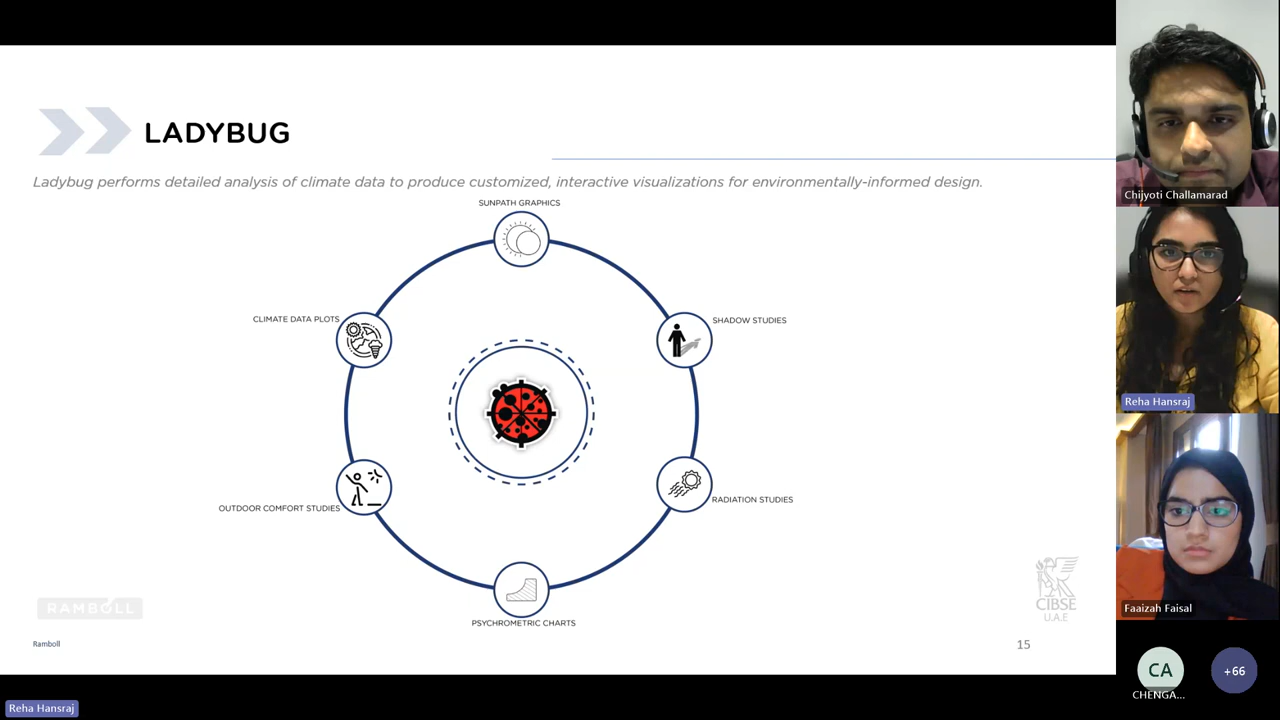 LADYBUG
Ladybug performs detailed analysis of climate data to produce customized, interactive visualizations for environmentally-informed design.
SUNPATH GRAPHICS
CLIMATE DATA PLOTS
SHADOW STUDIES
OUTDOOR COMFORT STUDIES
RADIATION STUDIES
PSYCHROMETRIC CHARTS
RAMBOLL
Ramboll
CIBSE
U.A.E
15
Reha Hansraj
Chijyoti Challamarad
Reha Hansraj
Faaizah Faisal
CA
CHENGA...
+66